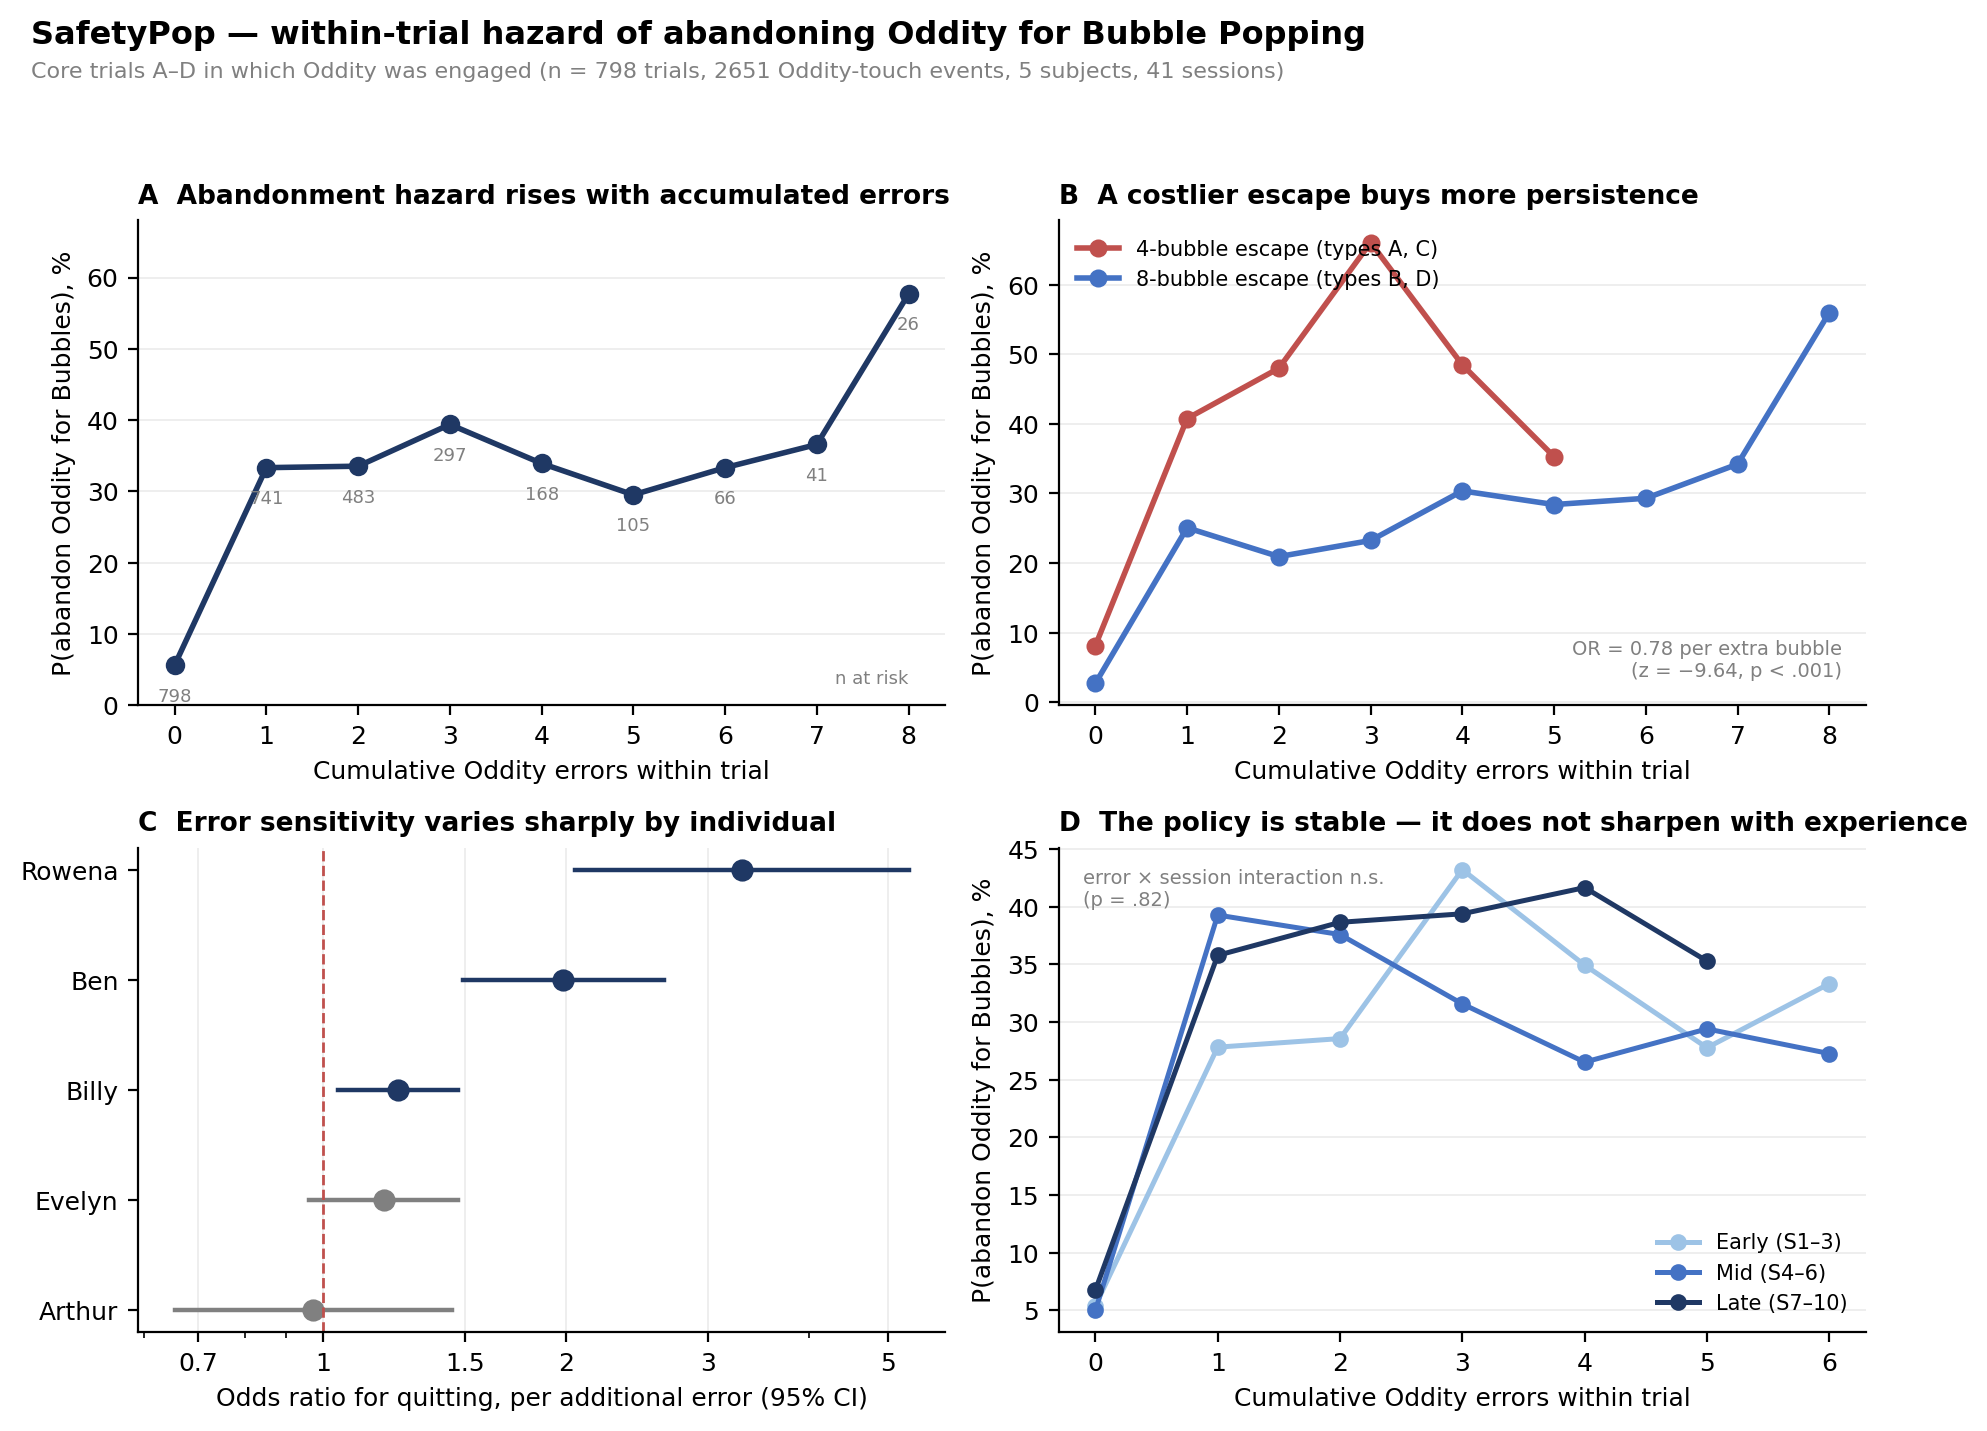 SafetyPop — within-trial hazard of abandoning Oddity for Bubble Popping
Core trials A–D in which Oddity was engaged (n = 798 trials, 2651 Oddity-touch events, 5 subjects, 41 sessions)
A Abandonment hazard rises with accumulated errors
P(abandon Oddity for Bubbles), %
60
50
40
30
20
10
0
798
741
483
297
168
105
66
41
26
n at risk
0 1 2 3 4 5 6 7 8
Cumulative Oddity errors within trial
B A costlier escape buys more persistence
P(abandon Oddity for Bubbles), %
4-bubble escape (types A, C)
8-bubble escape (types B, D)
60
50
40
30
20
10
0
OR = 0.78 per extra bubble
(z = −9.64, p < .001)
0 1 2 3 4 5 6 7 8
Cumulative Oddity errors within trial
C Error sensitivity varies sharply by individual
Rowena
Ben
Billy
Evelyn
Arthur
0.7 1 1.5 2 3 5
Odds ratio for quitting, per additional error (95% CI)
D The policy is stable — it does not sharpen with experience
P(abandon Oddity for Bubbles), %
45
40
35
30
25
20
15
10
5
error × session interaction n.s.
(p = .82)
Early (S1–3)
Mid (S4–6)
Late (S7–10)
0 1 2 3 4 5 6
Cumulative Oddity errors within trial